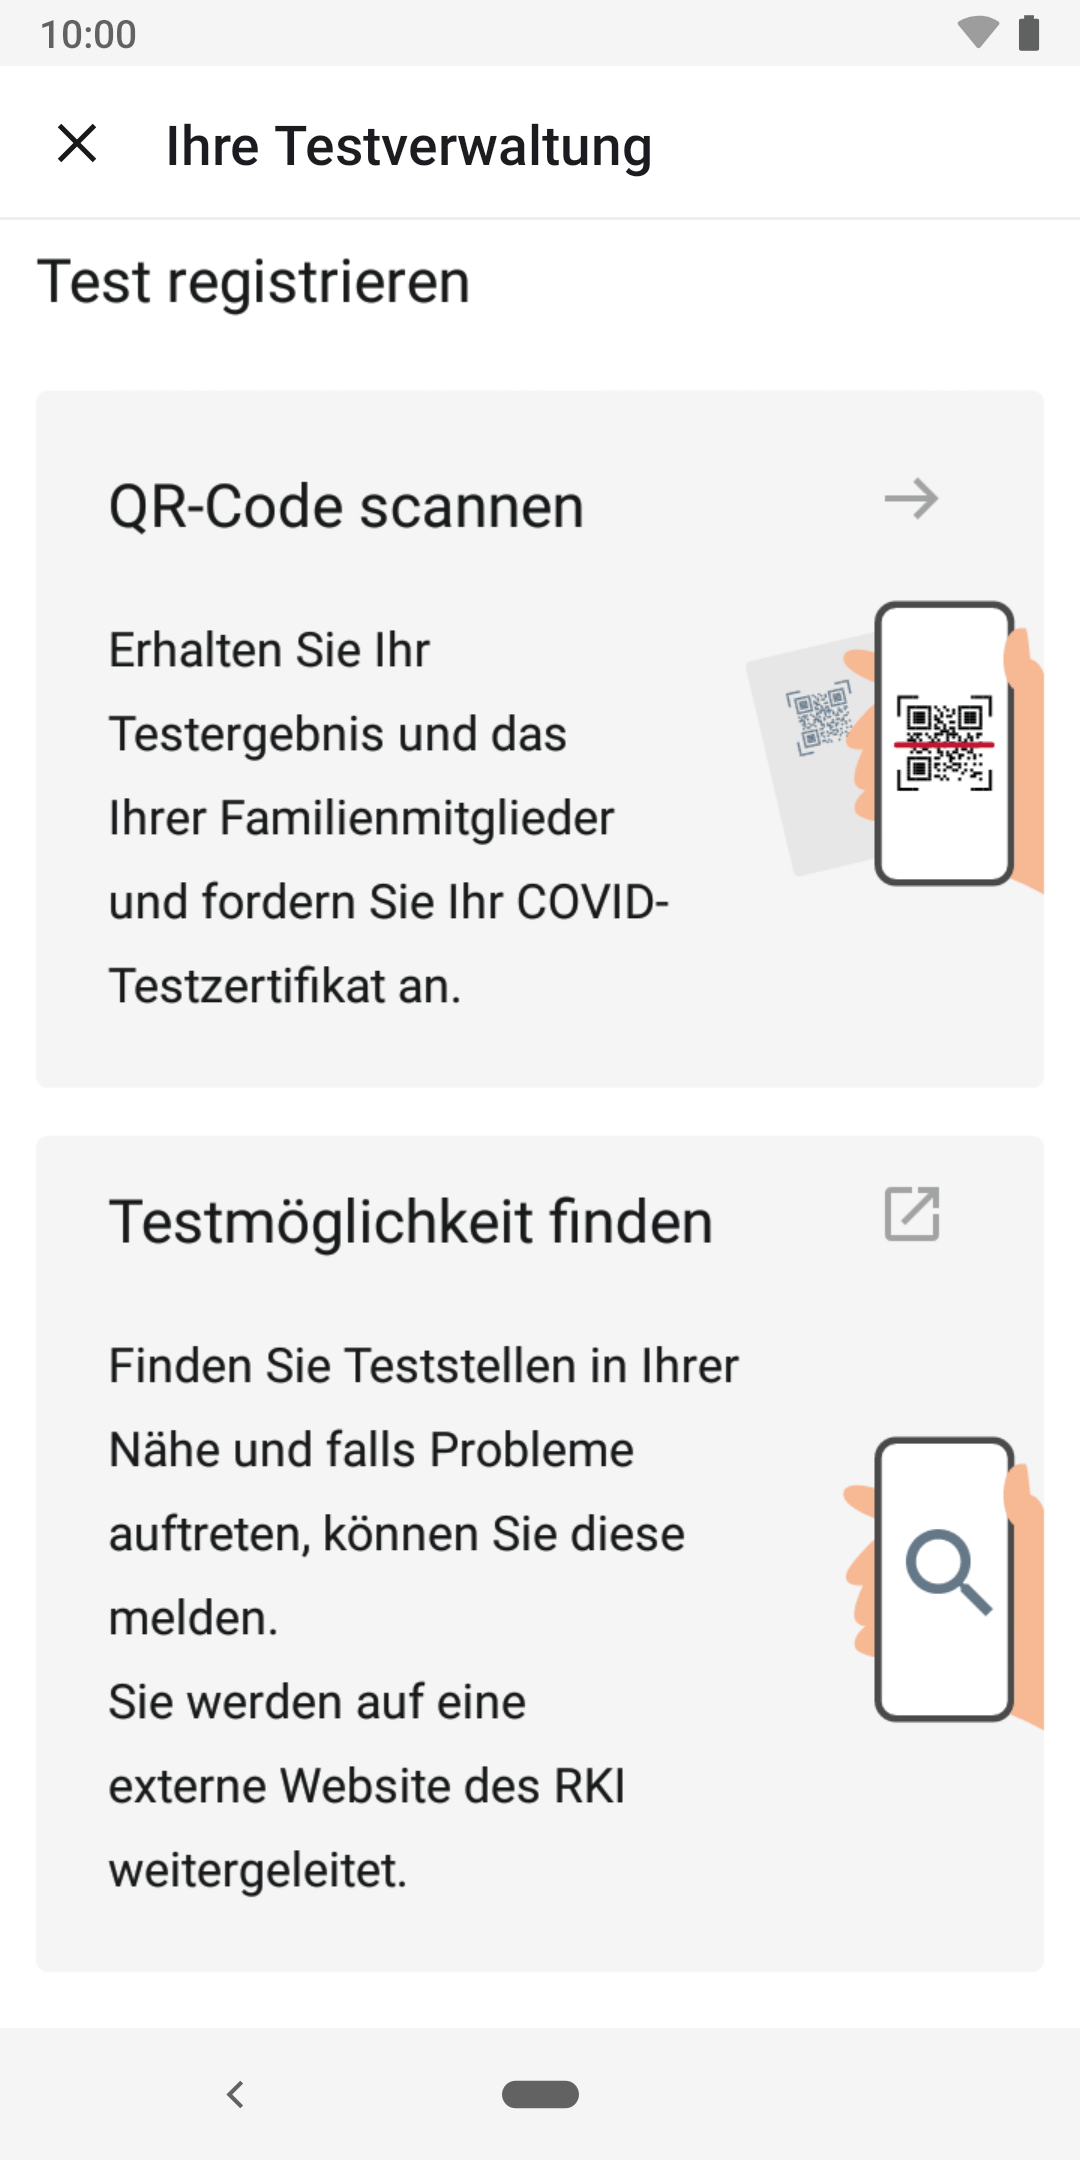 10:00
Ihre Testverwaltung
Test registrieren
QR-Code scannen
Erhalten Sie Ihr
Testergebnis und das
Ihrer Familienmitglieder
und fordern Sie Ihr COVID-
Testzertifikat an.
Testmöglichkeit finden
Finden Sie Teststellen in Ihrer
Nähe und falls Probleme
auftreten, können Sie diese
melden.
Sie werden auf eine
externe Website des RKI
weitergeleitet.